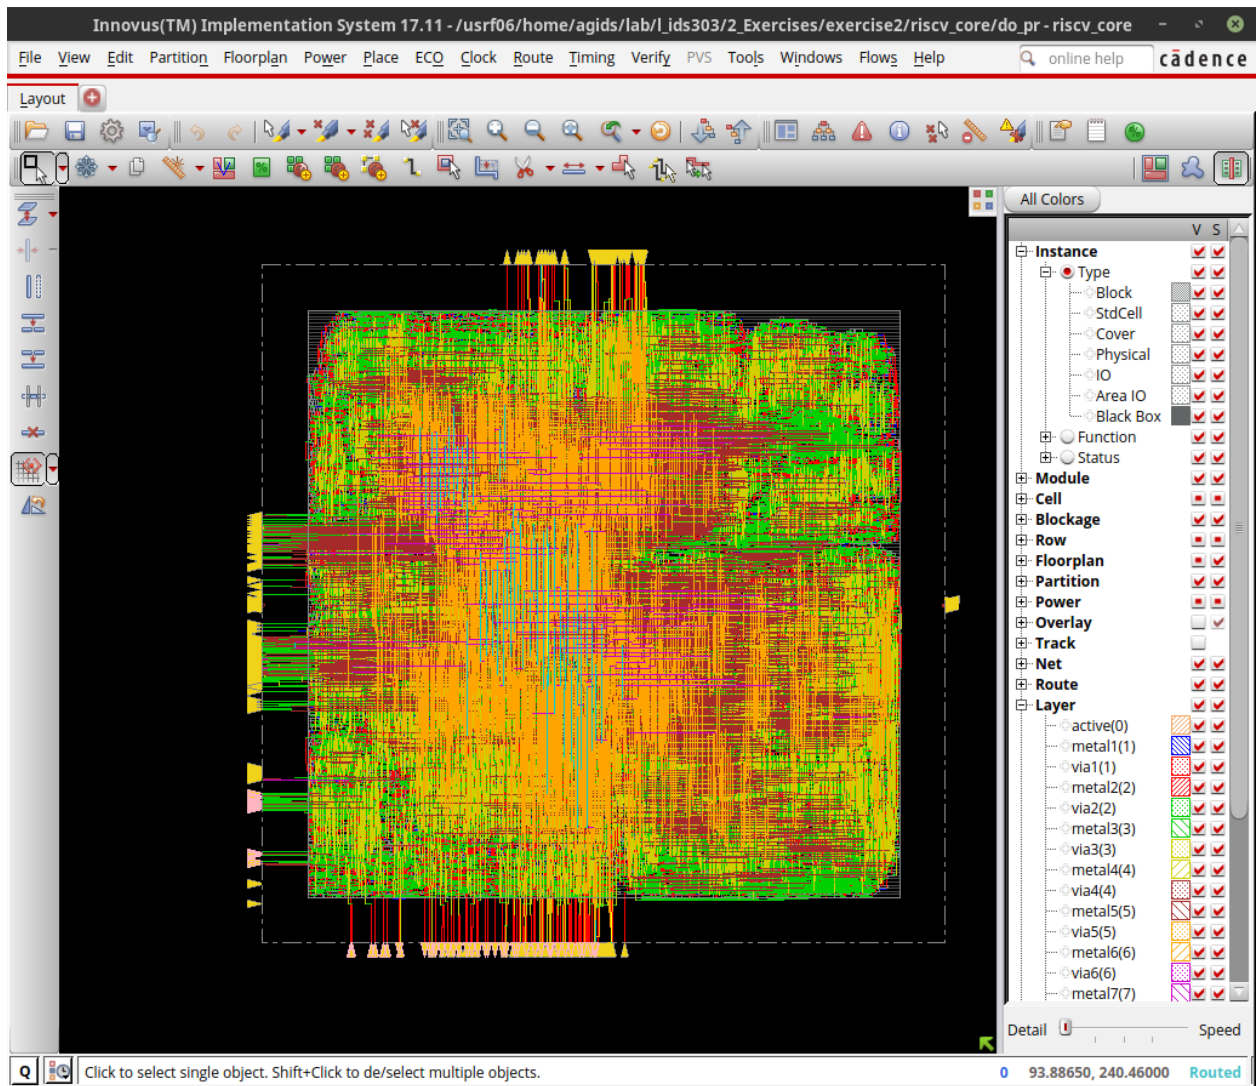 Innovus(TM) Implementation System 17.11 - /usrf06/home/agids/lab/l_ids303/2_Exercises/exercise2/riscv_core/do_pr - riscv_core
File View Edit Partition Floorplan Power Place ECO Clock Route Timing Verify PVS Tools Windows Flows Help online help cādence
Layout
All Colors
V S
Instance
Type
Block
StdCell
Cover
Physical
IO
Area IO
Black Box
Function
Status
Module
Cell
Blockage
Row
Floorplan
Partition
Power
Overlay
Track
Net
Route
Layer
active(0)
metal1(1)
via1(1)
metal2(2)
via2(2)
metal3(3)
via3(3)
metal4(4)
via4(4)
metal5(5)
via5(5)
metal6(6)
via6(6)
metal7(7)
Detail Speed
Q Click to select single object. Shift+Click to de/select multiple objects. 0 93.88650, 240.46000 Routed